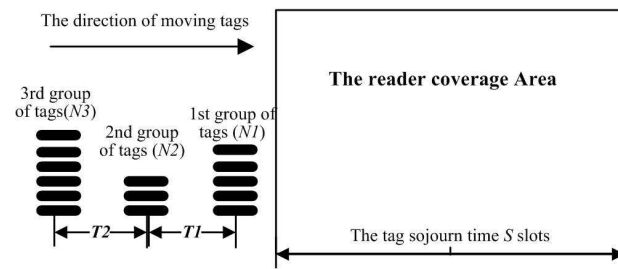 The direction of moving tags
The reader coverage Area
3rd group
of tags(N3)
2nd group
of tags (N2)
1st group of
tags (N1)
T2
T1
The tag sojourn time S slots